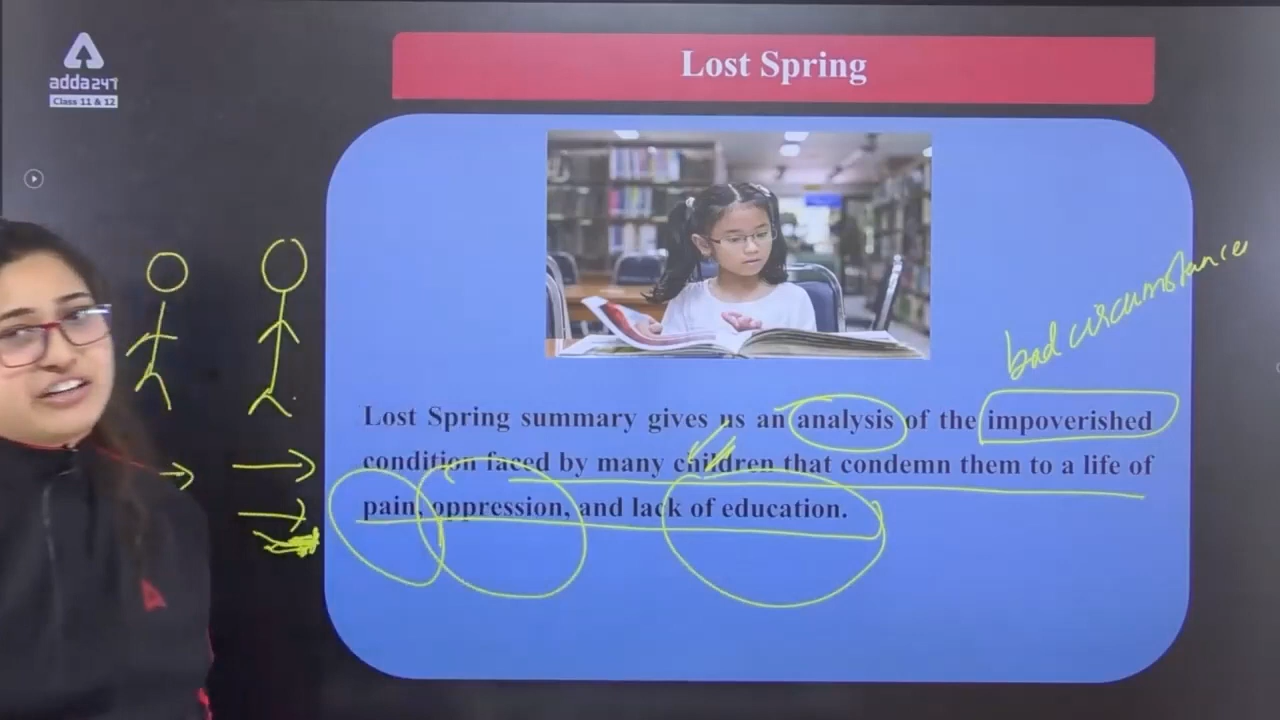 adda247
Class 11 & 12
Lost Spring
bad circumstance
Lost Spring summary gives us an analysis of the impoverished
condition faced by many children that condemn them to a life of
pain, oppression, and lack of education.